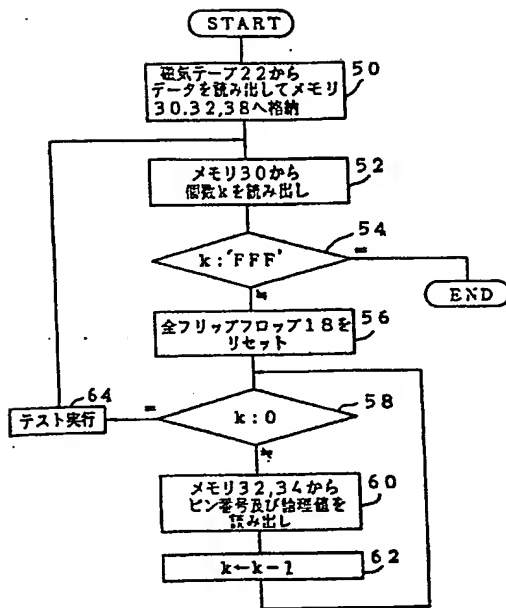 START
磁気テープ22から
データを読み出してメモリ
30,32,38へ格納
50
メモリ30から
個数kを読み出し
52
54
k:'FFF'
=
≒
END
全フリップフロップ18を
リセット
56
58
k:0
=
≒
64
テスト実行
メモリ32,34から
ピン番号及び論理値を
読み出し
60
k←k-1
62